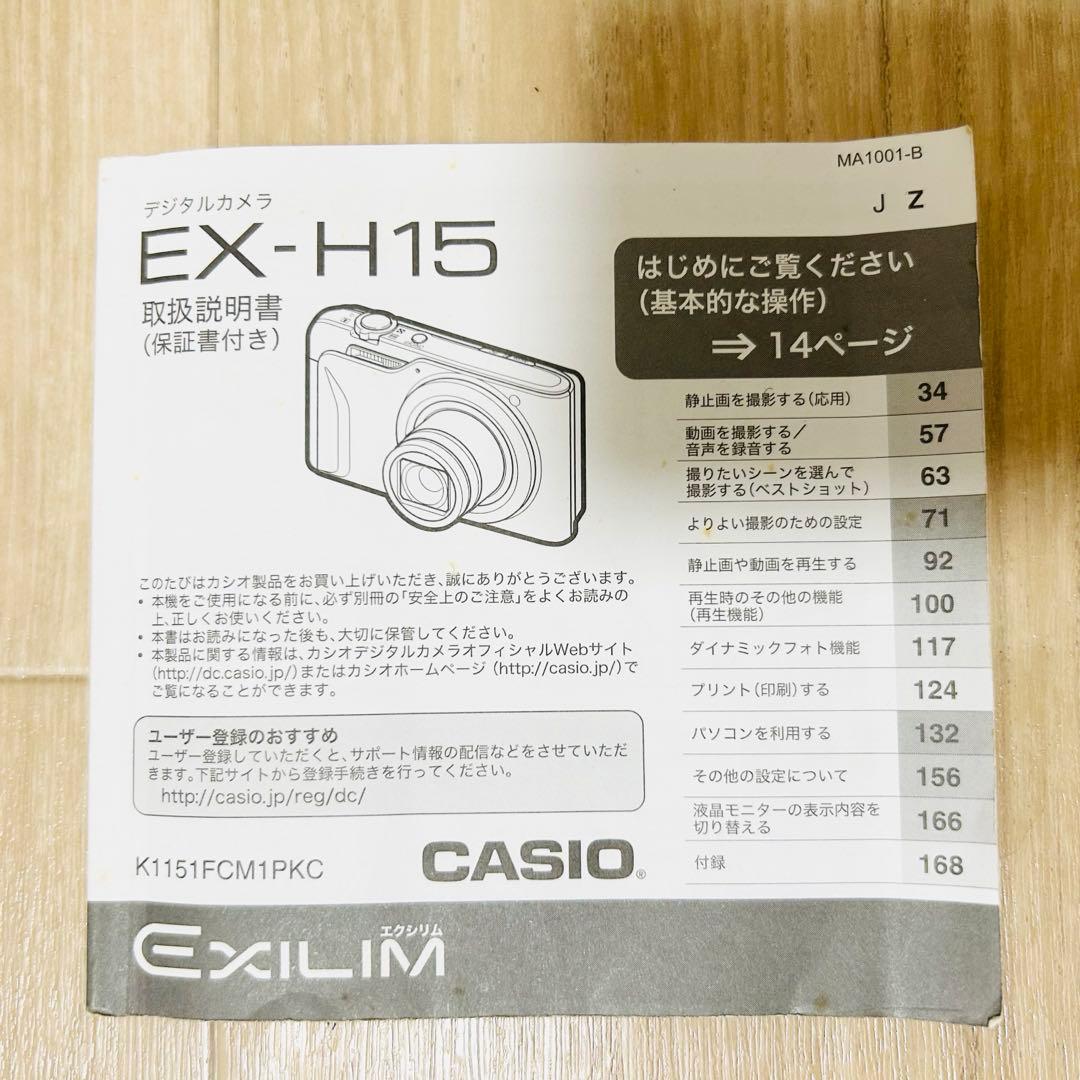 MA1001-B
J Z
デジタルカメラ
EX-H15
取扱説明書
(保証書付き)
はじめにご覧ください
(基本的な操作)
⇒ 14ページ
静止画を撮影する(応用) 34
動画を撮影する/
音声を録音する 57
撮りたいシーンを選んで
撮影する(ベストショット) 63
よりよい撮影のための設定 71
静止画や動画を再生する 92
再生時のその他の機能
(再生機能) 100
ダイナミックフォト機能 117
プリント(印刷)する 124
パソコンを利用する 132
その他の設定について 156
液晶モニターの表示内容を
切り替える 166
付録 168
このたびはカシオ製品をお買い上げいただき、誠にありがとうございます。
• 本機をご使用になる前に、必ず別冊の「安全上のご注意」をよくお読みの
上、正しくお使いください。
• 本書はお読みになった後も、大切に保管してください。
• 本製品に関する情報は、カシオデジタルカメラオフィシャルWebサイト
(http://dc.casio.jp/)またはカシオホームページ(http://casio.jp/)で
ご覧になることができます。
ユーザー登録のおすすめ
ユーザー登録していただくと、サポート情報の配信などをさせていただ
きます。下記サイトから登録手続きを行ってください。
http://casio.jp/reg/dc/
K1151FCM1PKC
CASIO®
エクシリム
EXILIM